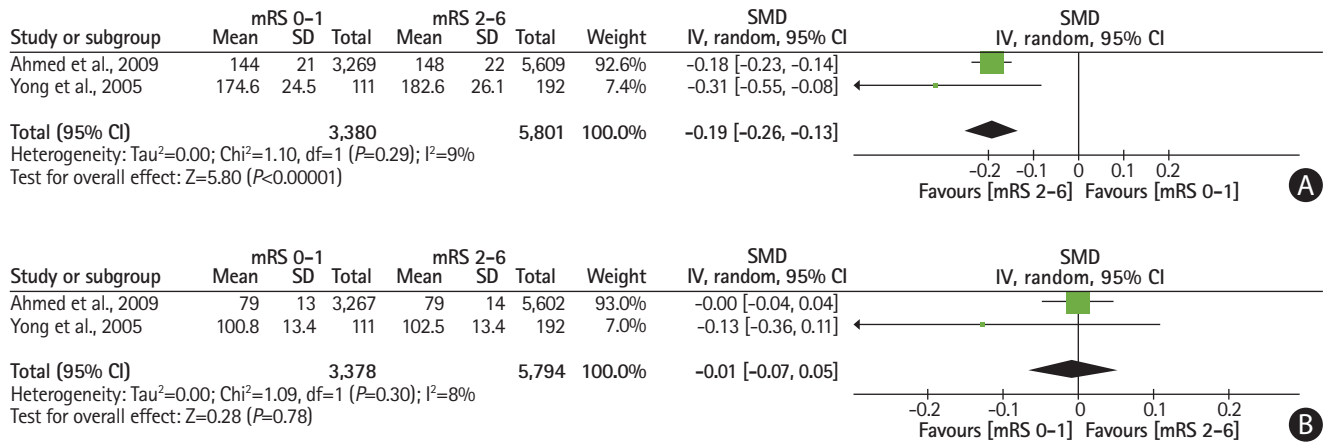 mRS 0–1 mRS 2–6 SMD SMD
Study or subgroup Mean SD Total Mean SD Total Weight IV, random, 95% CI IV, random, 95% CI
Ahmed et al., 2009 144 21 3,269 148 22 5,609 92.6% -0.18 [-0.23, -0.14]
Yong et al., 2005 174.6 24.5 111 182.6 26.1 192 7.4% -0.31 [-0.55, -0.08]
Total (95% CI) 3,380 5,801 100.0% -0.19 [-0.26, -0.13]
Heterogeneity: Tau²=0.00; Chi²=1.10, df=1 (P=0.29); I²=9%
Test for overall effect: Z=5.80 (P<0.00001)
-0.2 -0.1 0 0.1 0.2
Favours [mRS 2–6] Favours [mRS 0–1]
A
mRS 0–1 mRS 2–6 SMD SMD
Study or subgroup Mean SD Total Mean SD Total Weight IV, random, 95% CI IV, random, 95% CI
Ahmed et al., 2009 79 13 3,267 79 14 5,602 93.0% -0.00 [-0.04, 0.04]
Yong et al., 2005 100.8 13.4 111 102.5 13.4 192 7.0% -0.13 [-0.36, 0.11]
Total (95% CI) 3,378 5,794 100.0% -0.01 [-0.07, 0.05]
Heterogeneity: Tau²=0.00; Chi²=1.09, df=1 (P=0.30); I²=8%
Test for overall effect: Z=0.28 (P=0.78)
-0.2 -0.1 0 0.1 0.2
Favours [mRS 0–1] Favours [mRS 2–6]
B